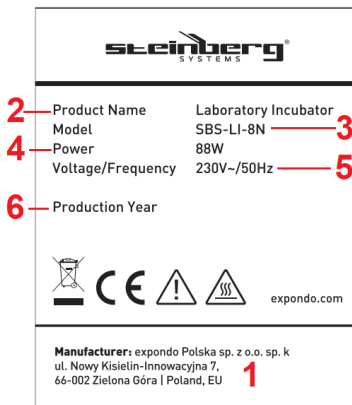 steinberg®
SYSTEMS
2 Product Name Laboratory Incubator
Model SBS-LI-8N 3
4 Power 88W
Voltage/Frequency 230V~/50Hz 5
6 Production Year
CE
expondo.com
Manufacturer: expondo Polska sp. z o.o. sp. k
ul. Nowy Kisielin-Innowacyjna 7,
66-002 Zielona Góra | Poland, EU 1